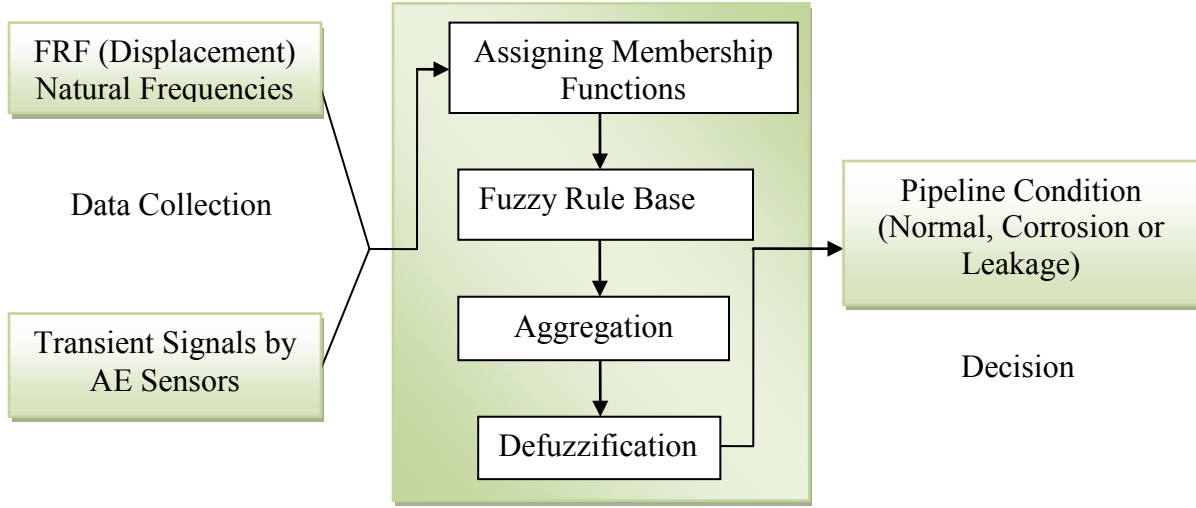 FRF (Displacement)
Natural Frequencies
Data Collection
Transient Signals by
AE Sensors
Assigning Membership
Functions
Fuzzy Rule Base
Aggregation
Defuzzification
Pipeline Condition
(Normal, Corrosion or
Leakage)
Decision